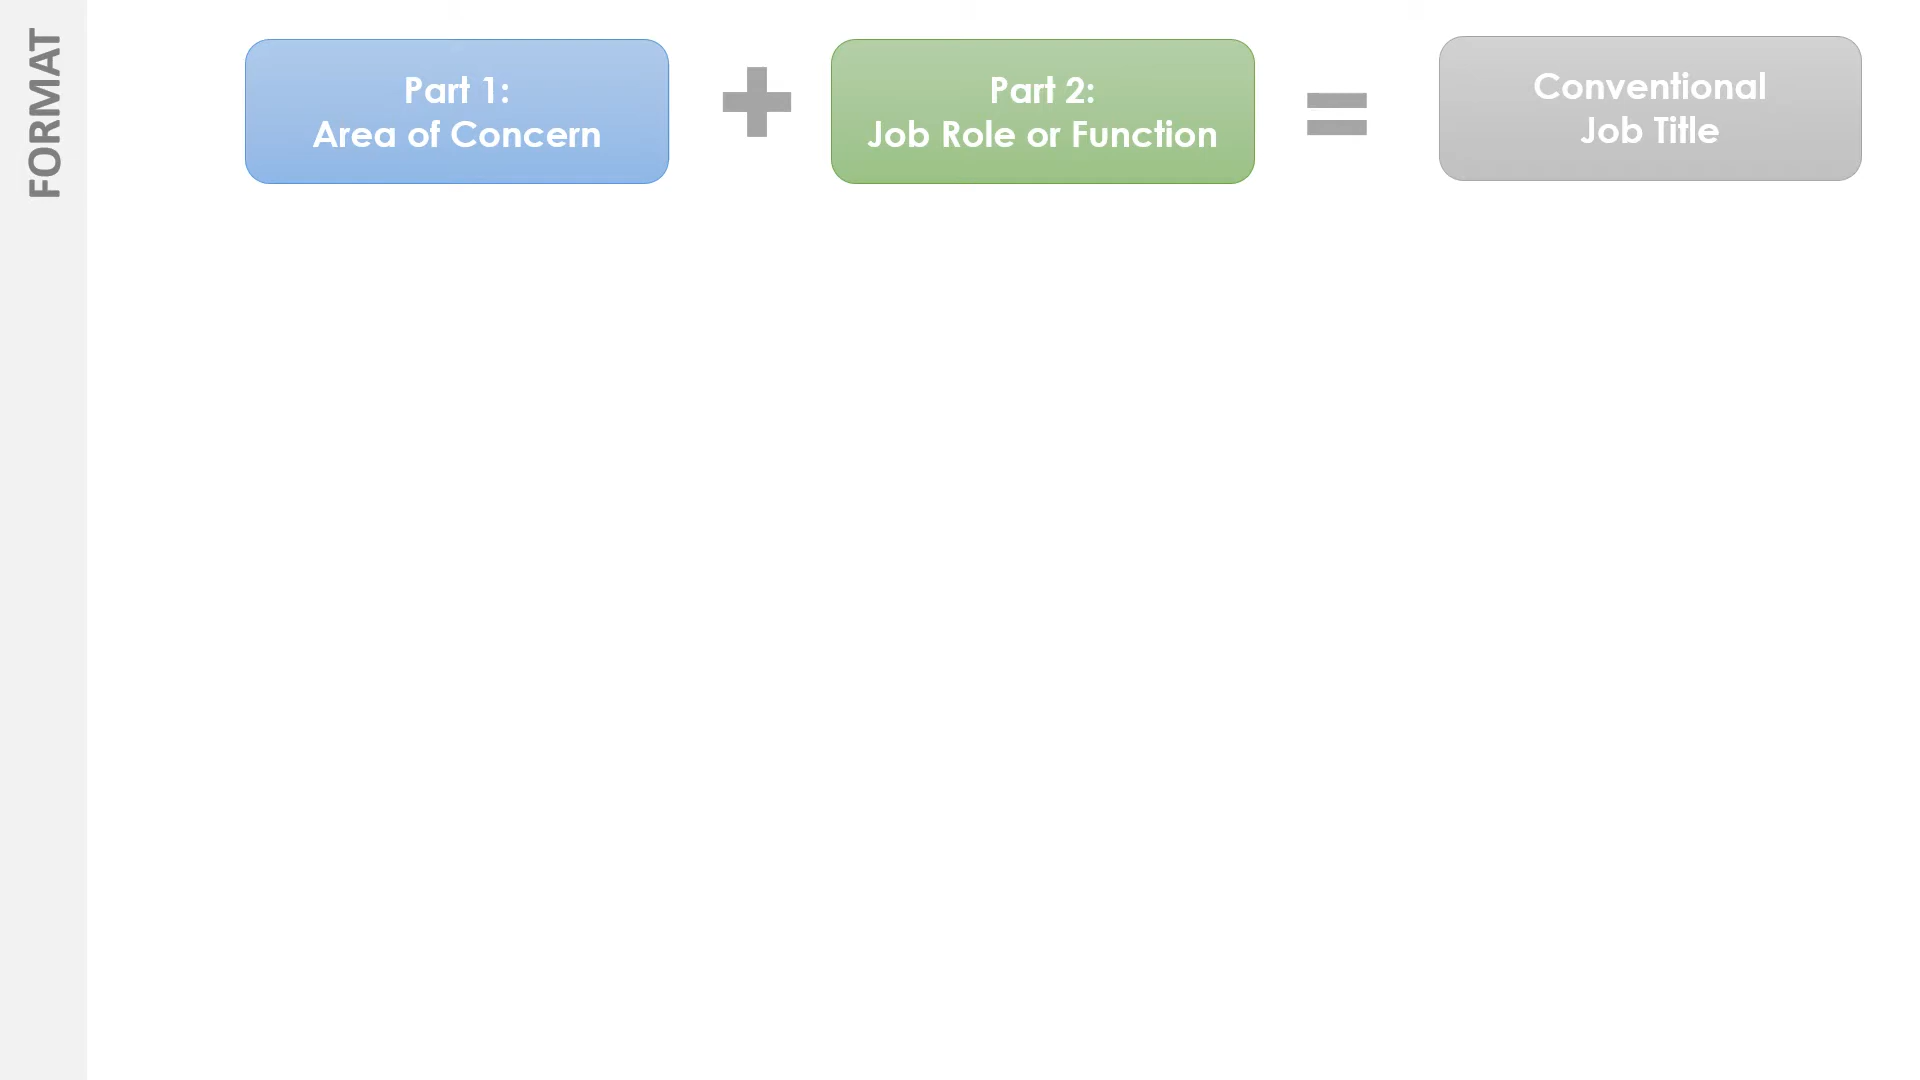 FORMAT
Part 1:
Area of Concern
Part 2:
Job Role or Function
Conventional
Job Title